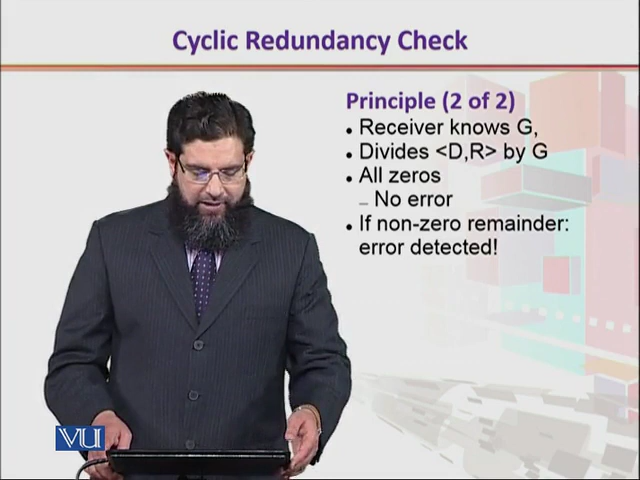 Cyclic Redundancy Check
Principle (2 of 2)
• Receiver knows G,
• Divides <D,R> by G
• All zeros
– No error
• If non-zero remainder:
error detected!
VU